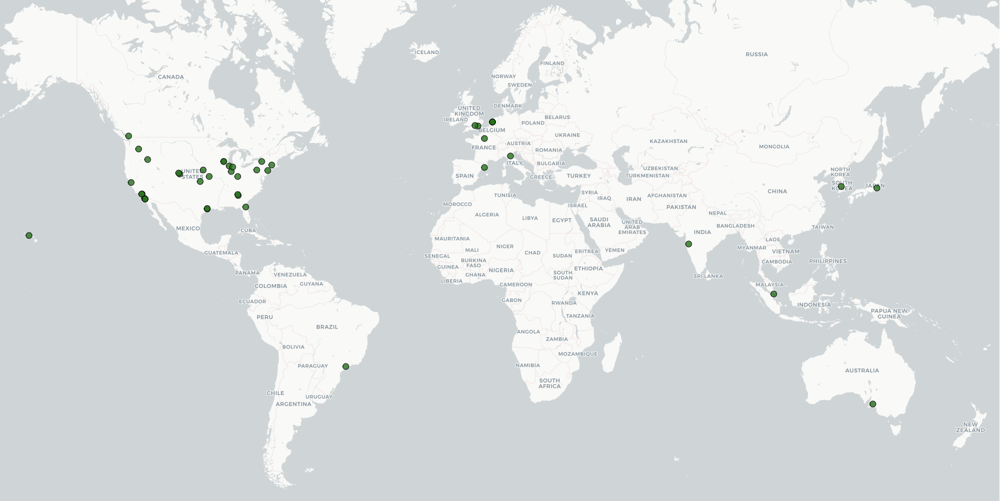 ICELAND
RUSSIA
FINLAND
CANADA
NORWAY
SWEDEN
DENMARK
UNITED
KINGDOM
IRELAND
BELARUS
POLAND
BELGIUM
UKRAINE
KAZAKHSTAN
AUSTRIA
MONGOLIA
FRANCE
ROMANIA
ITALY
BULGARIA
UZBEKISTAN
NORTH
KOREA
UNITED
STATES
SPAIN
GREECE
TURKEY
TURKMENISTAN
SOUTH
KOREA
JAPAN
CHINA
SYRIA
TUNISIA
AFGHANISTAN
IRAQ
IRAN
MOROCCO
ISRAEL
PAKISTAN
NEPAL
ALGERIA
LIBYA
EGYPT
SAUDI
ARABIA
UNITED
ARAB
EMIRATES
BANGLADESH
TAIWAN
MEXICO
CUBA
INDIA
MAURITANIA
LAOS
NIGER
MYANMAR
GUATEMALA
MALI
CHAD
ERITREA
YEMEN
VIETNAM
SENEGAL
SUDAN
BURKINA
FASO
CAMBODIA
PHILIPPINES
GUINEA
NIGERIA
ETHIOPIA
PANAMA
VENEZUELA
GHANA
SOUTH
SUDAN
SRI LANKA
LIBERIA
COLOMBIA
GUYANA
CAMEROON
MALAYSIA
KENYA
ECUADOR
GABON
RWANDA
INDONESIA
PERU
TANZANIA
PAPUA NEW
GUINEA
BRAZIL
ANGOLA
ZAMBIA
BOLIVIA
MOZAMBIQUE
PARAGUAY
NAMIBIA
AUSTRALIA
SOUTH
AFRICA
CHILE
URUGUAY
ARGENTINA
NEW
ZEALAND